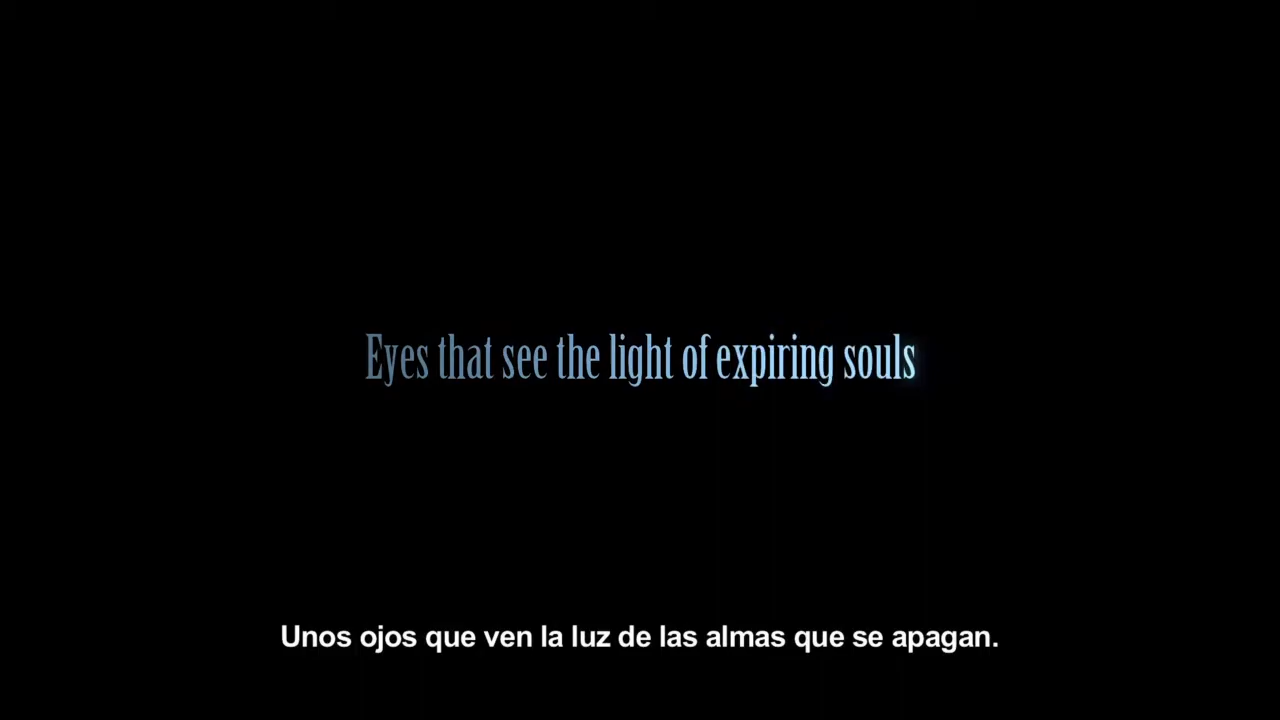 Eyes that see the light of expiring souls
Unos ojos que ven la luz de las almas que se apagan.